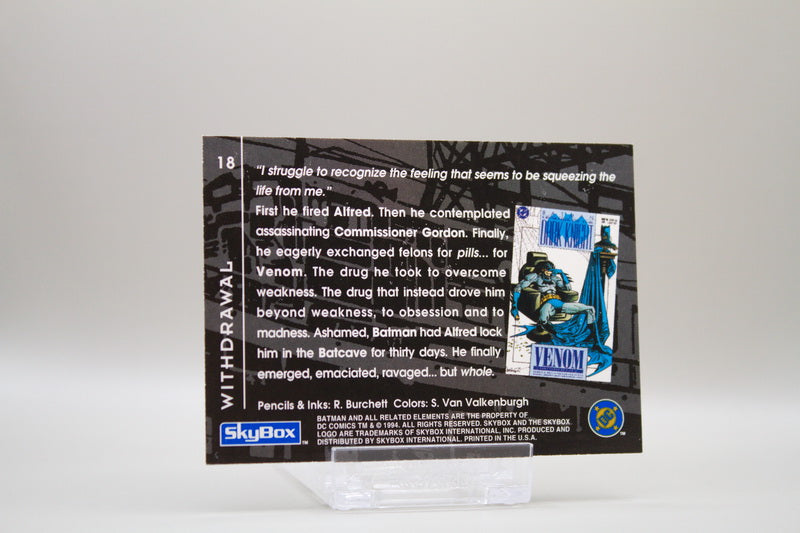 18
WITHDRAWAL
"I struggle to recognize the feeling that seems to be squeezing the
life from me."
First he fired Alfred. Then he contemplated
assassinating Commissioner Gordon. Finally,
he eagerly exchanged felons for pills... for
Venom. The drug he took to overcome
weakness. The drug that instead drove him
beyond weakness, to obsession and to
madness. Ashamed, Batman had Alfred lock
him in the Batcave for thirty days. He finally
emerged, emaciated, ravaged... but whole.
DARK KNIGHT
VENOM
Pencils & Inks: R. Burchett Colors: S. Van Valkenburgh
SkyBox TM
BATMAN AND ALL RELATED ELEMENTS ARE THE PROPERTY OF
DC COMICS TM & © 1994. ALL RIGHTS RESERVED. SKYBOX AND THE SKYBOX
LOGO ARE TRADEMARKS OF SKYBOX INTERNATIONAL, INC. PRODUCED AND
DISTRIBUTED BY SKYBOX INTERNATIONAL. PRINTED IN THE U.S.A.
TM